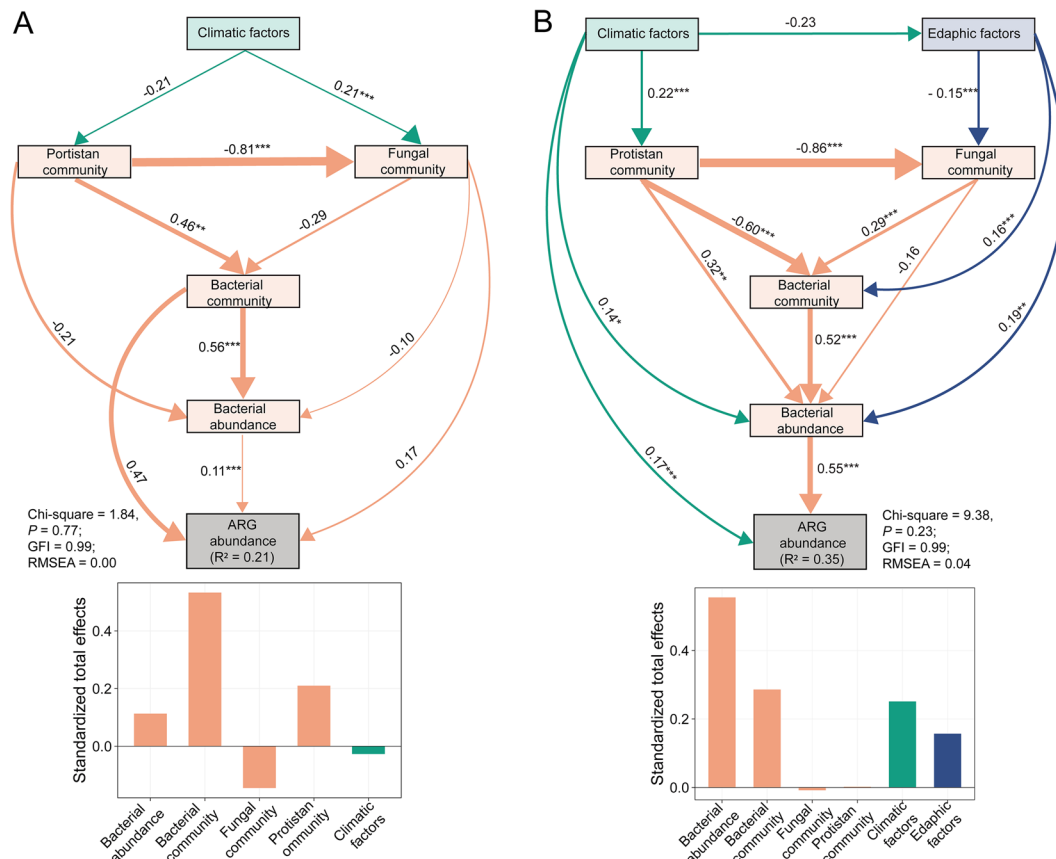 A
Climatic factors
-0.21
0.21***
Portistan
community
-0.81***
Fungal
community
0.46**
-0.29
Bacterial
community
-0.21
0.56***
-0.10
Bacterial
abundance
0.47
0.11***
0.17
Chi-square = 1.84,
P = 0.77;
GFI = 0.99;
RMSEA = 0.00
ARG
abundance
(R² = 0.21)
Standardized total effects
0.4
0.2
0.0
Bacterial
abundance
Bacterial
community
Fungal
community
Protistan
ommunity
Climatic
factors
B
Climatic factors
-0.23
Edaphic factors
0.22***
- 0.15***
Protistan
community
-0.86***
Fungal
community
-0.60***
0.29***
0.16***
0.32**
-0.16
Bacterial
community
0.14*
0.52***
0.19**
Bacterial
abundance
0.17***
0.55***
ARG
abundance
(R² = 0.35)
Chi-square = 9.38,
P = 0.23;
GFI = 0.99;
RMSEA = 0.04
Standardized total effects
0.4
0.2
0.0
Bacterial
abundance
Bacterial
community
Fungal
community
Protistan
community
Climatic
factors
Edaphic
factors